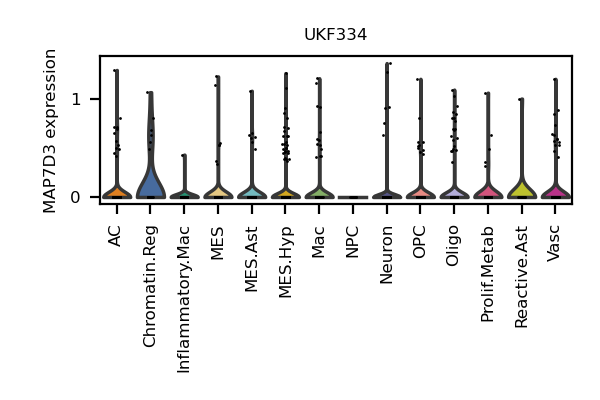 UKF334
MAP7D3 expression
1
0
AC
Chromatin.Reg
Inflammatory.Mac
MES
MES.Ast
MES.Hyp
Mac
NPC
Neuron
OPC
Oligo
Prolif.Metab
Reactive.Ast
Vasc